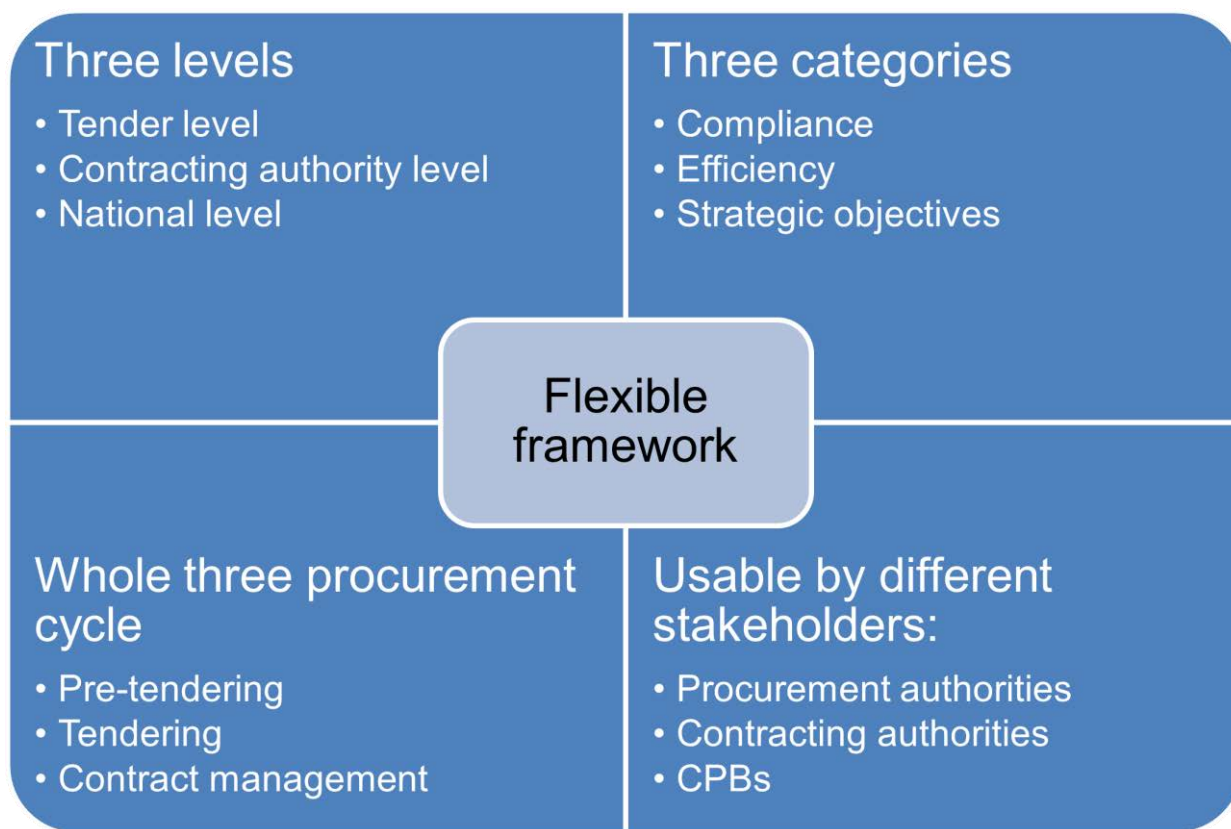 Three levels
• Tender level
• Contracting authority level
• National level
Three categories
• Compliance
• Efficiency
• Strategic objectives
Flexible
framework
Whole three procurement
cycle
• Pre-tendering
• Tendering
• Contract management
Usable by different
stakeholders:
• Procurement authorities
• Contracting authorities
• CPBs